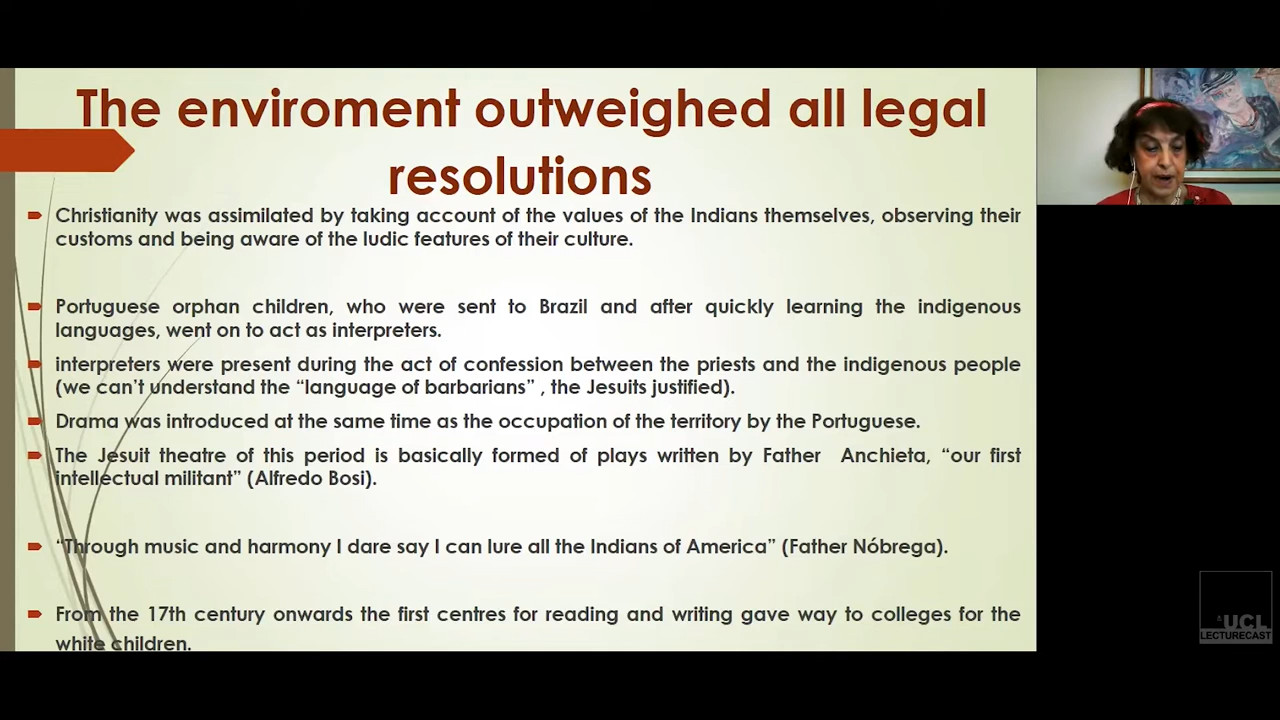 The enviroment outweighed all legal
resolutions
Christianity was assimilated by taking account of the values of the Indians themselves, observing their
customs and being aware of the ludic features of their culture.
Portuguese orphan children, who were sent to Brazil and after quickly learning the indigenous
languages, went on to act as interpreters.
interpreters were present during the act of confession between the priests and the indigenous people
(we can't understand the “language of barbarians” , the Jesuits justified).
Drama was introduced at the same time as the occupation of the territory by the Portuguese.
The Jesuit theatre of this period is basically formed of plays written by Father Anchieta, “our first
intellectual militant” (Alfredo Bosi).
“Through music and harmony I dare say I can lure all the Indians of America” (Father Nóbrega).
From the 17th century onwards the first centres for reading and writing gave way to colleges for the
white children.
UCL
LECTURECAST